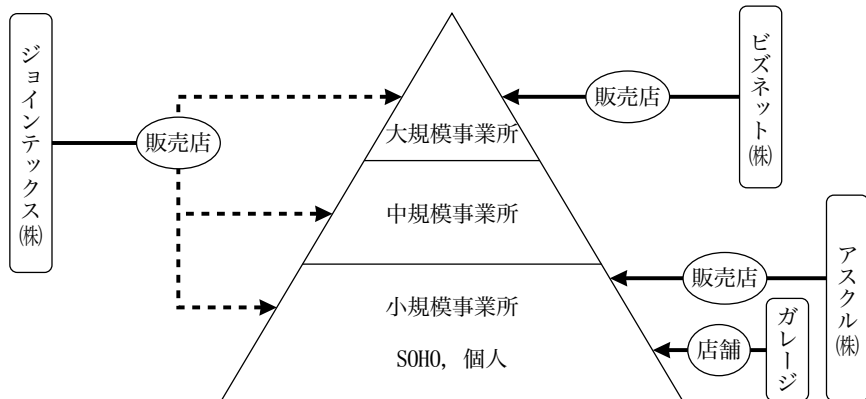 ジョインテックス㈱
販売店
大規模事業所
中規模事業所
小規模事業所
SOHO, 個人
販売店
ビズネット㈱
販売店
アスクル㈱
店舗
ガレージ